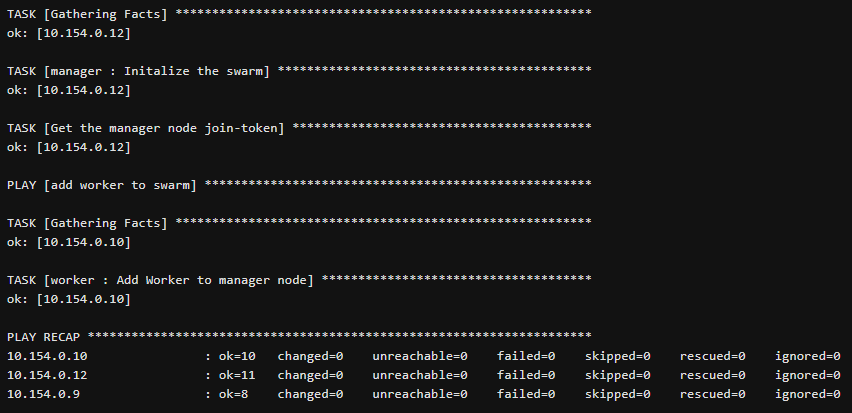 TASK [Gathering Facts] *********************************************************
ok: [10.154.0.12]
TASK [manager : Initalize the swarm] *******************************************
ok: [10.154.0.12]
TASK [Get the manager node join-token] *****************************************
ok: [10.154.0.12]
PLAY [add worker to swarm] *****************************************************
TASK [Gathering Facts] *********************************************************
ok: [10.154.0.10]
TASK [worker : Add Worker to manager node] *************************************
ok: [10.154.0.10]
PLAY RECAP *********************************************************************
10.154.0.10 : ok=10 changed=0 unreachable=0 failed=0 skipped=0 rescued=0 ignored=0
10.154.0.12 : ok=11 changed=0 unreachable=0 failed=0 skipped=0 rescued=0 ignored=0
10.154.0.9 : ok=8 changed=0 unreachable=0 failed=0 skipped=0 rescued=0 ignored=0